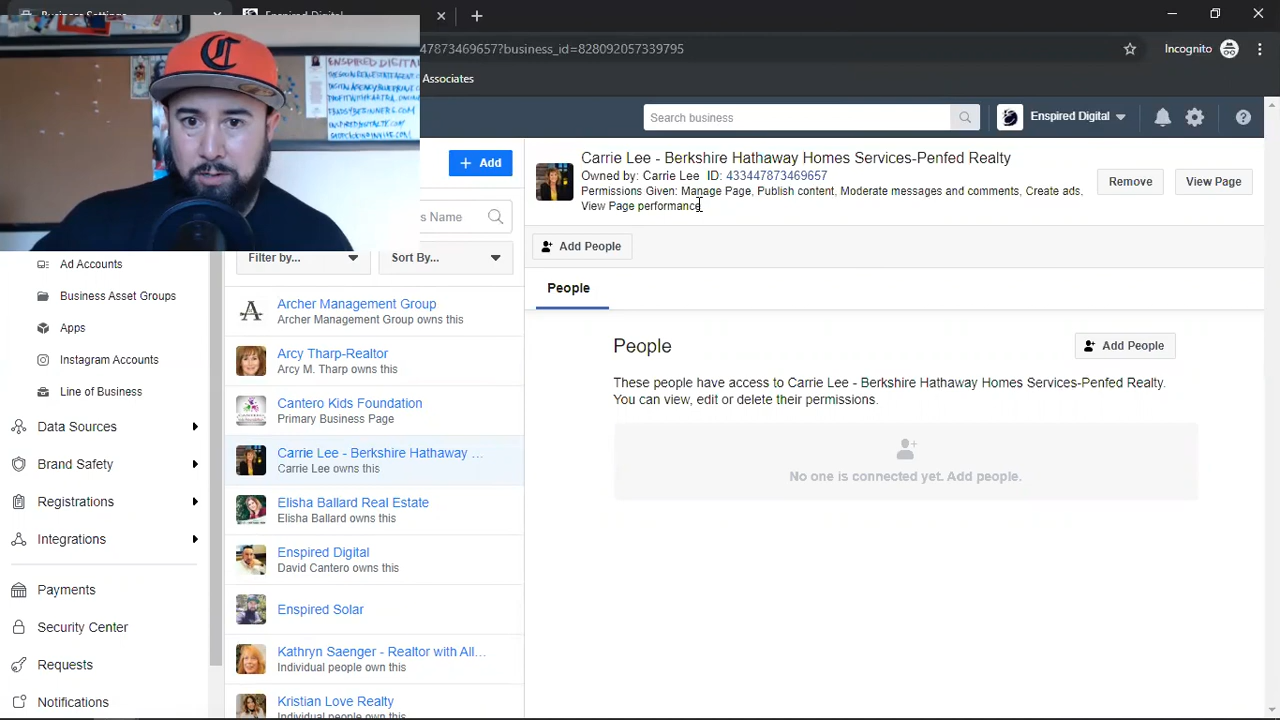 47873469657?business_id=828092057339795
Incognito
Associates
Search business
+ Add
Carrie Lee - Berkshire Hathaway Homes Services-Penfed Realty
Owned by: Carrie Lee ID: 433447873469657
Permissions Given: Manage Page, Publish content, Moderate messages and comments, Create ads,
View Page performance
Remove
View Page
s Name
Filter by...
Sort By...
Add People
People
People
Add People
These people have access to Carrie Lee - Berkshire Hathaway Homes Services-Penfed Realty.
You can view, edit or delete their permissions.
No one is connected yet. Add people.
Ad Accounts
Business Asset Groups
Apps
Instagram Accounts
Line of Business
Data Sources
Brand Safety
Registrations
Integrations
Payments
Security Center
Requests
Notifications
Archer Management Group
Archer Management Group owns this
Arcy Tharp-Realtor
Arcy M. Tharp owns this
Cantero Kids Foundation
Primary Business Page
Carrie Lee - Berkshire Hathaway ...
Carrie Lee owns this
Elisha Ballard Real Estate
Elisha Ballard owns this
Enspired Digital
David Cantero owns this
Enspired Solar
Kathryn Saenger - Realtor with All...
Individual people own this
Kristian Love Realty
Individual people own this
ENSPIRED DIGITAL